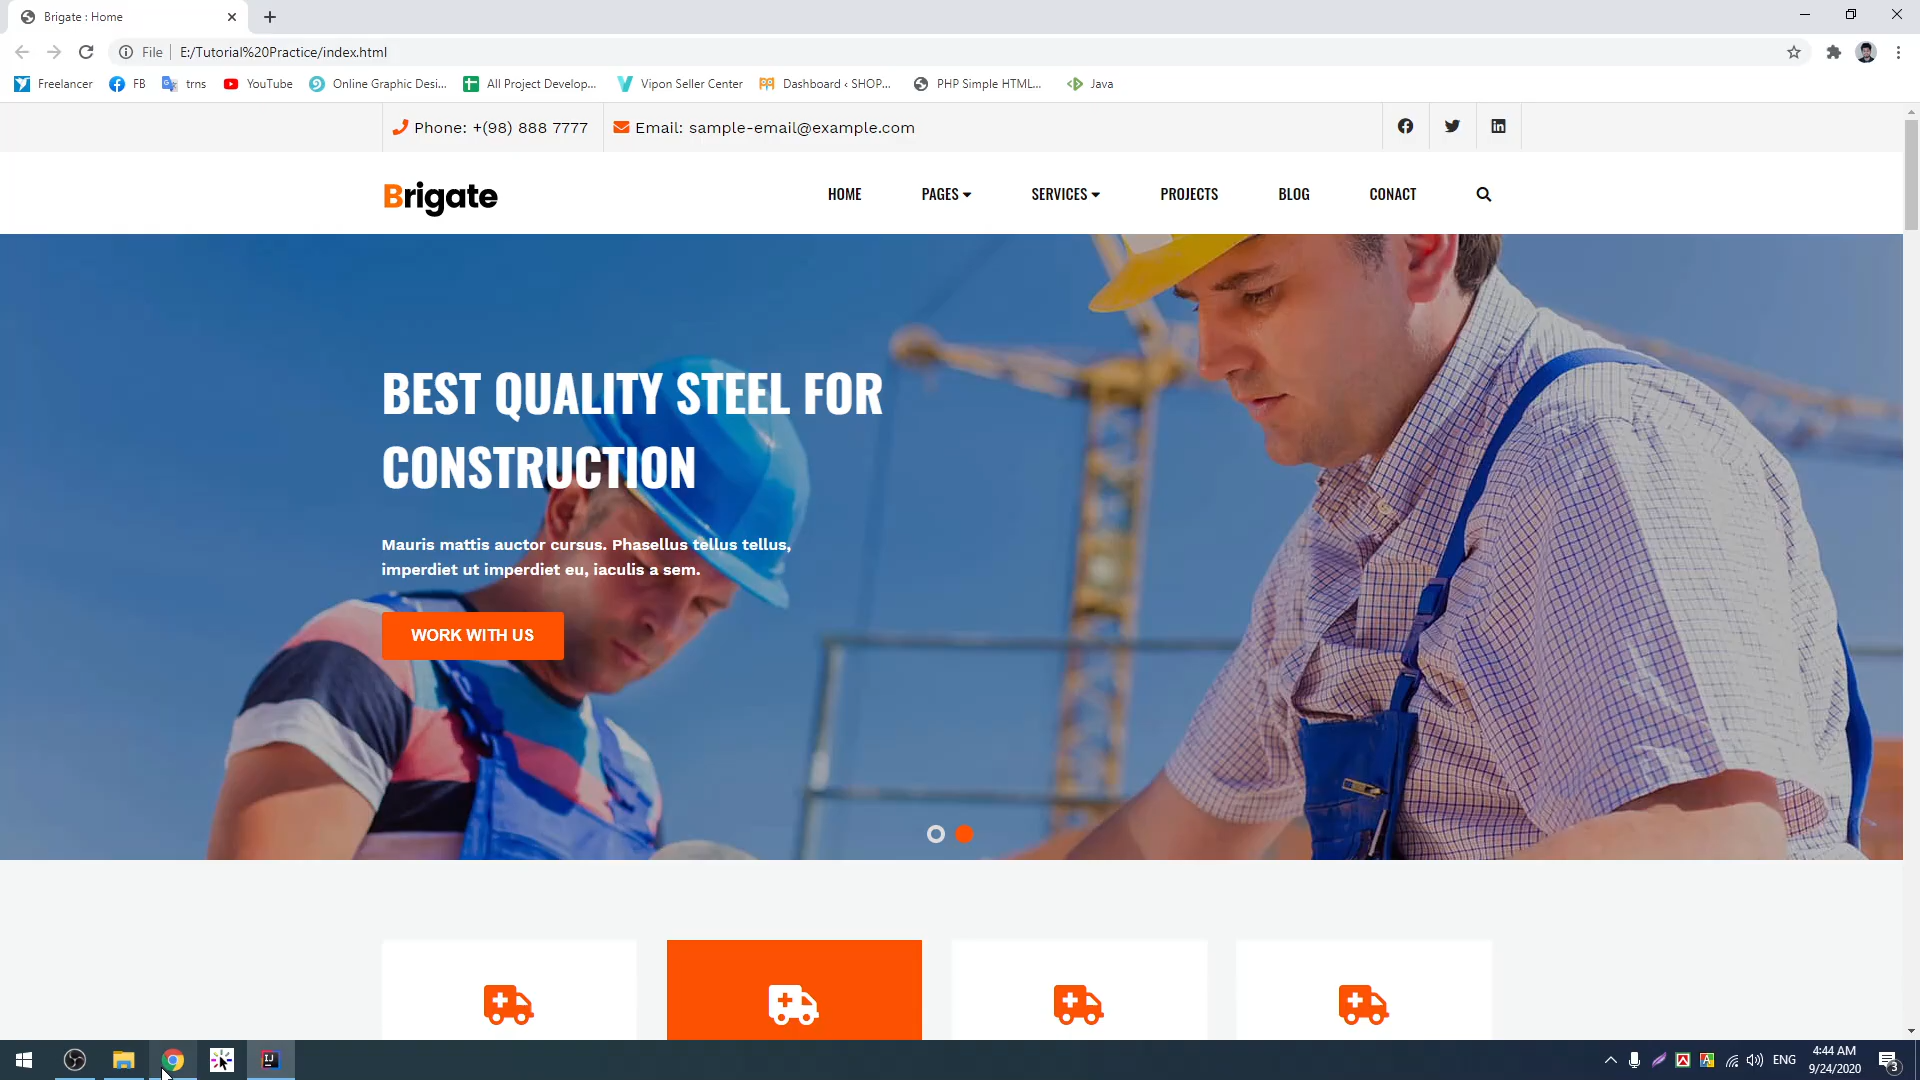 Brigate : Home
File E:/Tutorial%20Practice/index.html
Freelancer FB trns YouTube Online Graphic Desi... All Project Develop... Vipon Seller Center Dashboard ‹ SHOP... PHP Simple HTML... Java
Phone: +(98) 888 7777 Email: sample-email@example.com
Brigate HOME PAGES SERVICES PROJECTS BLOG CONACT
BEST QUALITY STEEL FOR
CONSTRUCTION
Mauris mattis auctor cursus. Phasellus tellus tellus,
imperdiet ut imperdiet eu, iaculis a sem.
WORK WITH US
IJ
ENG
4:44 AM
9/24/2020
3